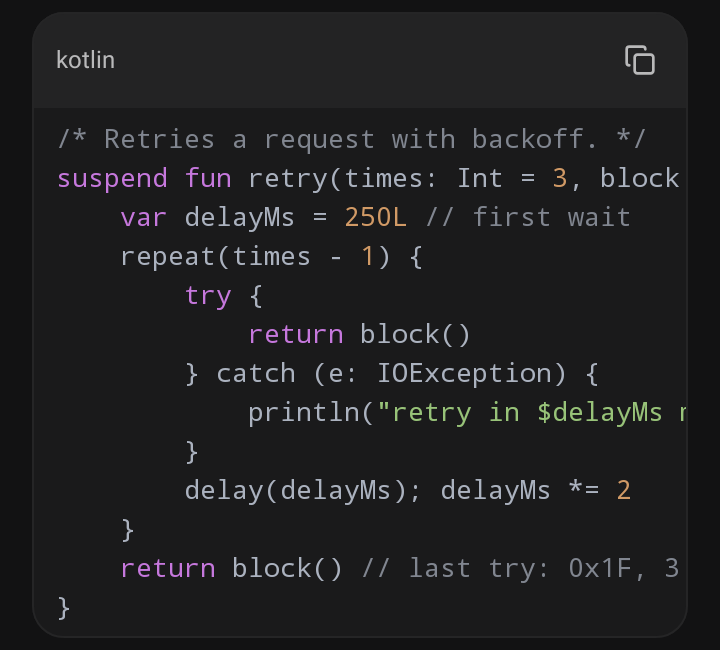 kotlin
/* Retries a request with backoff. */
suspend fun retry(times: Int = 3, block
    var delayMs = 250L // first wait
    repeat(times - 1) {
        try {
            return block()
        } catch (e: IOException) {
            println("retry in $delayMs
        }
        delay(delayMs); delayMs *= 2
    }
    return block() // last try: 0x1F, 3
}